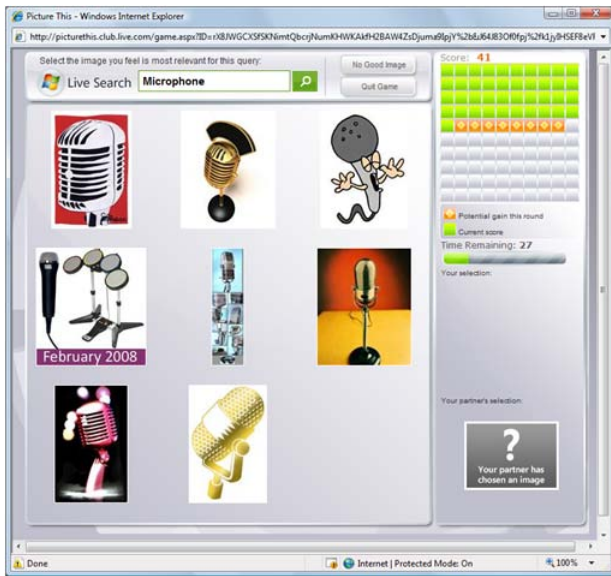 Picture This - Windows Internet Explorer
Select the image you feel is most relevant for this query:
Live Search
Microphone
No Good Image
Quit Game
February 2008
Score: 41
Potential gain this round
Current score
Time Remaining: 27
Your selection:
Your partner's selection:
?
Your partner has
chosen an image
Done
Internet | Protected Mode: On
100%